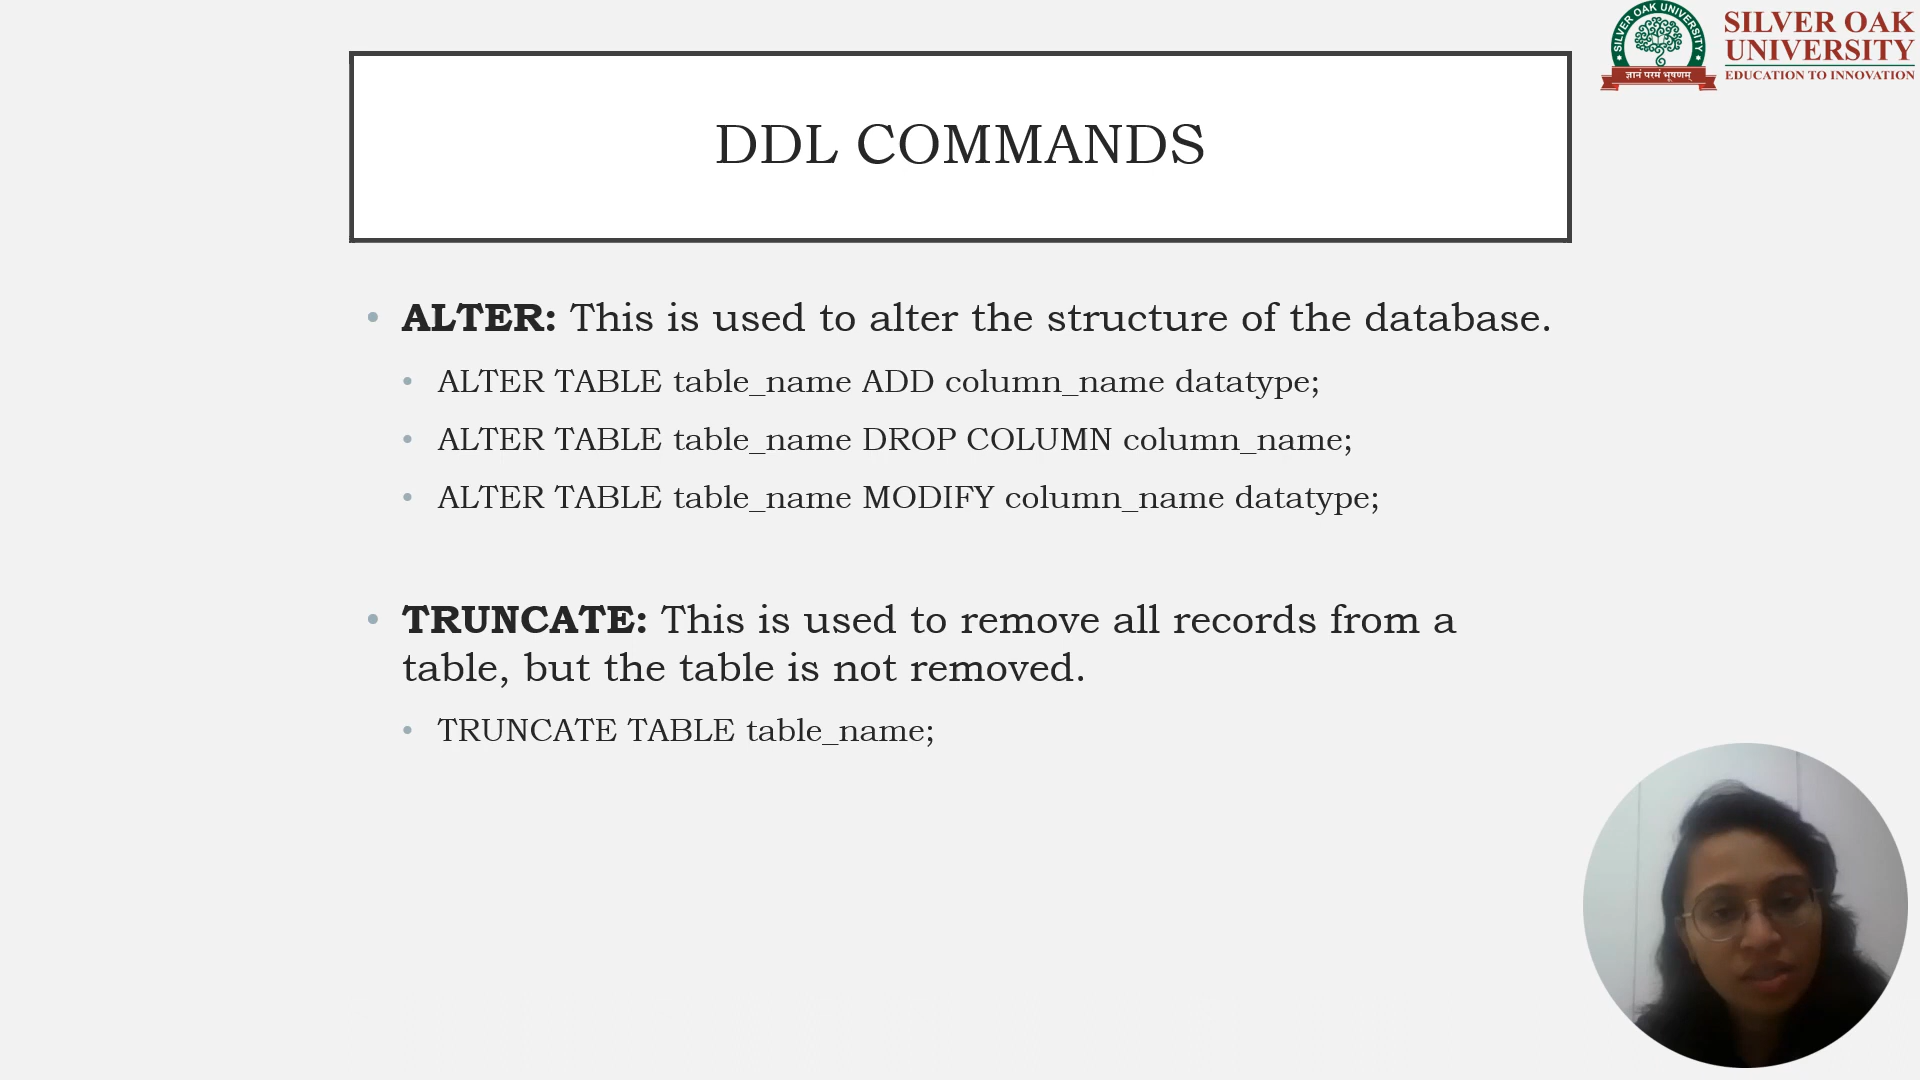 SILVER OAK UNIVERSITY
ज्ञानं परमं भूषणम्
SILVER OAK
UNIVERSITY
EDUCATION TO INNOVATION
DDL COMMANDS
• ALTER: This is used to alter the structure of the database.
• ALTER TABLE table_name ADD column_name datatype;
• ALTER TABLE table_name DROP COLUMN column_name;
• ALTER TABLE table_name MODIFY column_name datatype;
• TRUNCATE: This is used to remove all records from a
table, but the table is not removed.
• TRUNCATE TABLE table_name;